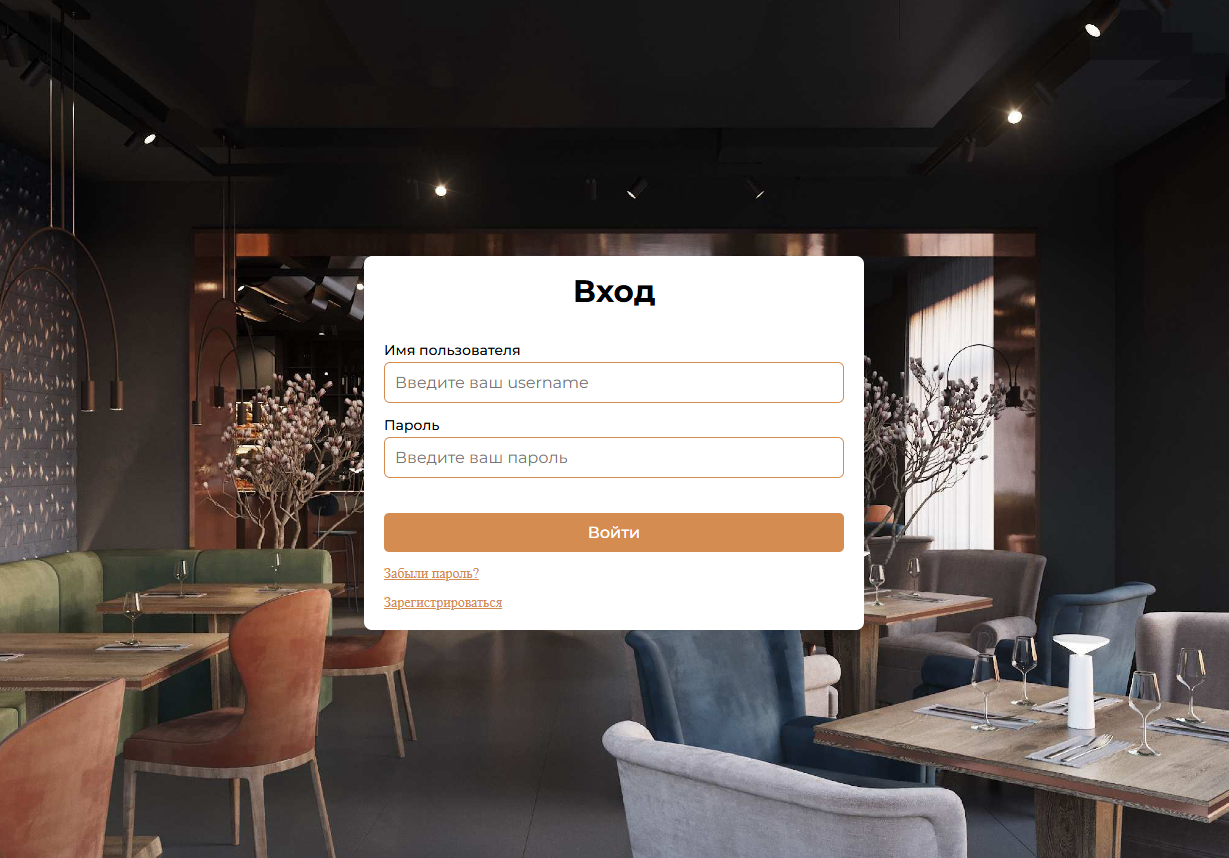 Вход
Имя пользователя
Введите ваш username
Пароль
Введите ваш пароль
Войти
Забыли пароль?
Зарегистрироваться